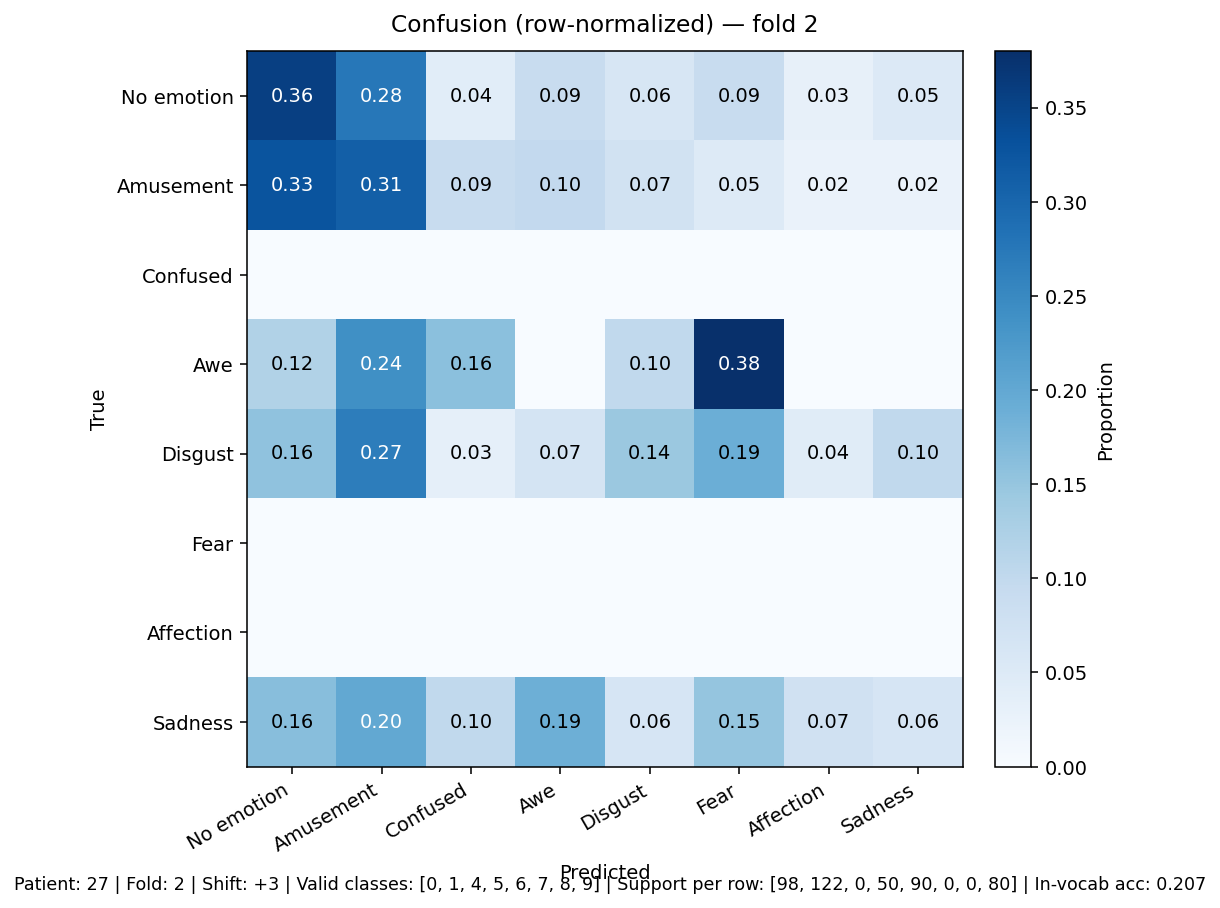 Confusion (row-normalized) — fold 2
No emotion 0.36 0.28 0.04 0.09 0.06 0.09 0.03 0.05
Amusement 0.33 0.31 0.09 0.10 0.07 0.05 0.02 0.02
Confused
Awe 0.12 0.24 0.16 0.10 0.38
Disgust 0.16 0.27 0.03 0.07 0.14 0.19 0.04 0.10
Fear
Affection
Sadness 0.16 0.20 0.10 0.19 0.06 0.15 0.07 0.06
True
No emotion Amusement Confused Awe Disgust Fear Affection Sadness
Predicted
0.35
0.30
0.25
0.20
0.15
0.10
0.05
0.00
Proportion
Patient: 27 | Fold: 2 | Shift: +3 | Valid classes: [0, 1, 4, 5, 6, 7, 8, 9] | Support per row: [98, 122, 0, 50, 90, 0, 0, 80] | In-vocab acc: 0.207